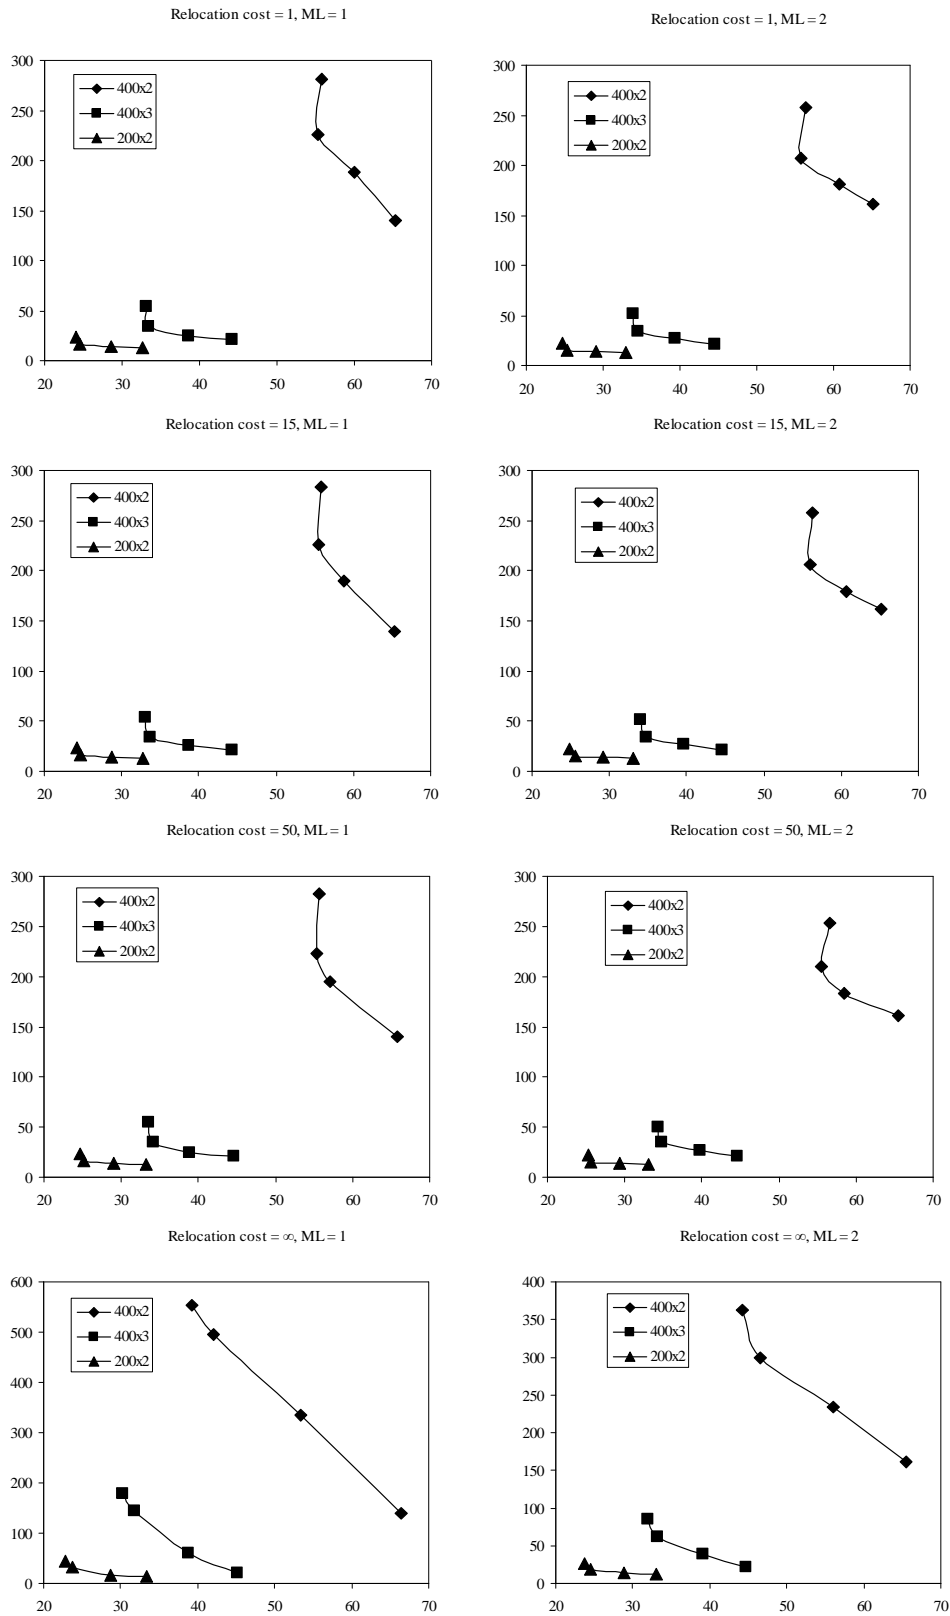 Relocation cost = 1, ML = 1
300
250
200
150
100
50
0
400x2
400x3
200x2
20 30 40 50 60 70
Relocation cost = 1, ML = 2
300
250
200
150
100
50
0
400x2
400x3
200x2
20 30 40 50 60 70
Relocation cost = 15, ML = 1
300
250
200
150
100
50
0
400x2
400x3
200x2
20 30 40 50 60 70
Relocation cost = 15, ML = 2
300
250
200
150
100
50
0
400x2
400x3
200x2
20 30 40 50 60 70
Relocation cost = 50, ML = 1
300
250
200
150
100
50
0
400x2
400x3
200x2
20 30 40 50 60 70
Relocation cost = 50, ML = 2
300
250
200
150
100
50
0
400x2
400x3
200x2
20 30 40 50 60 70
Relocation cost = ∞, ML = 1
600
500
400
300
200
100
0
400x2
400x3
200x2
20 30 40 50 60 70
Relocation cost = ∞, ML = 2
400
350
300
250
200
150
100
50
0
400x2
400x3
200x2
20 30 40 50 60 70